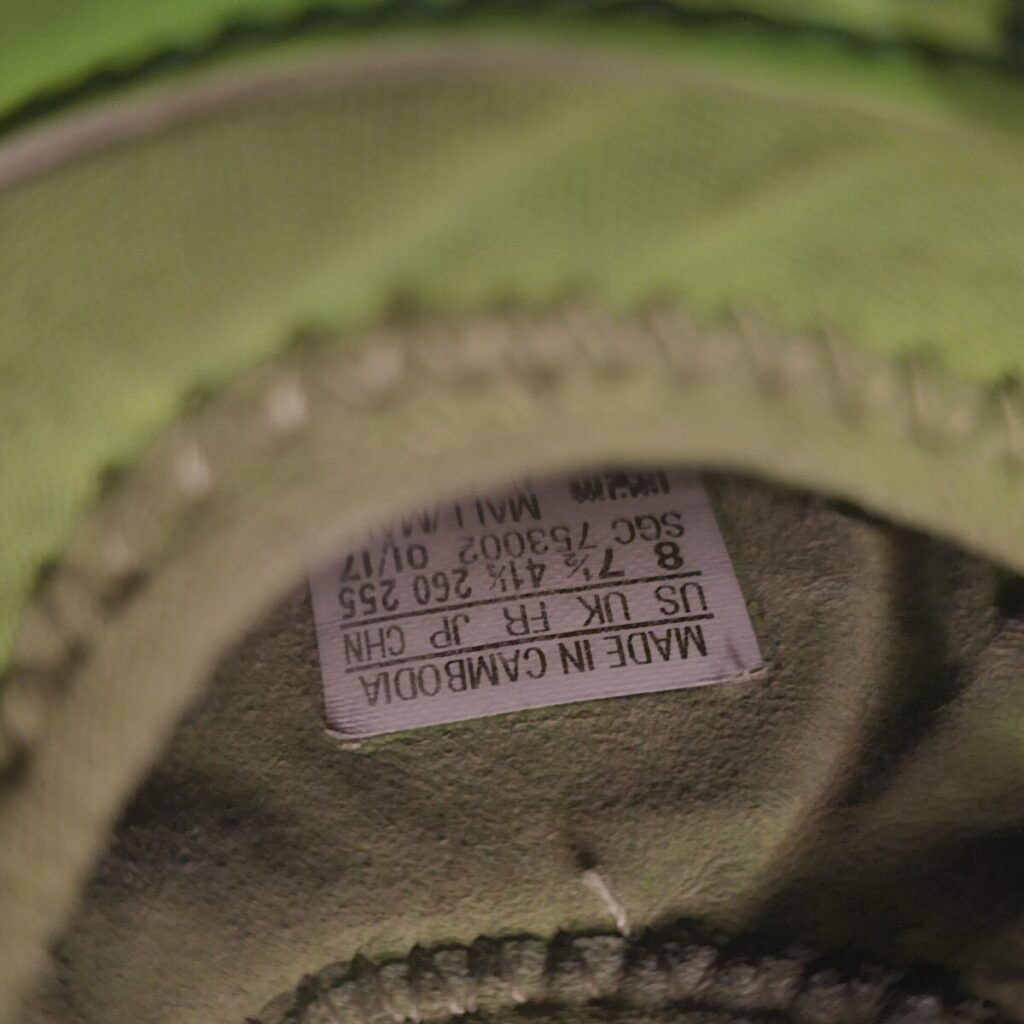 MADE IN CAMBODIA
US UK FR JP CHN
8 7½ 41⅓ 260 255
SGC 753002 01/17